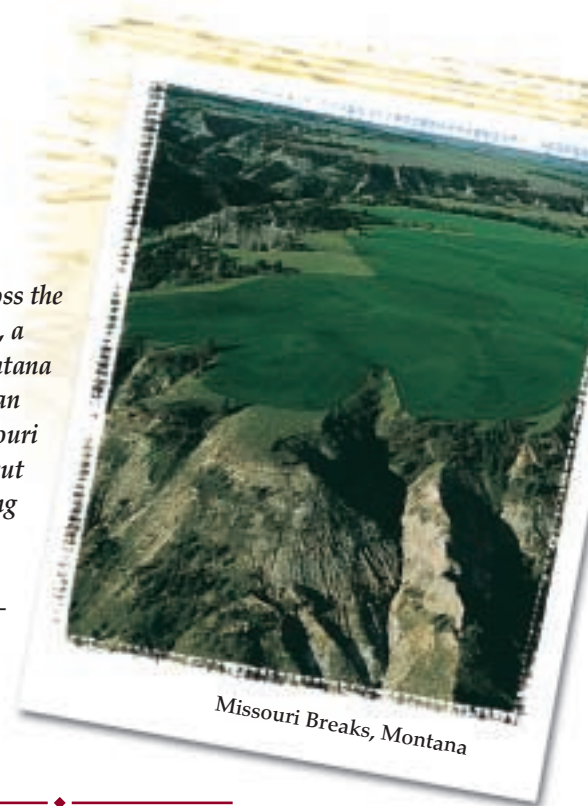 oss the
, a
ntana
an
ouri
ut
ng
–
Missouri Breaks, Montana